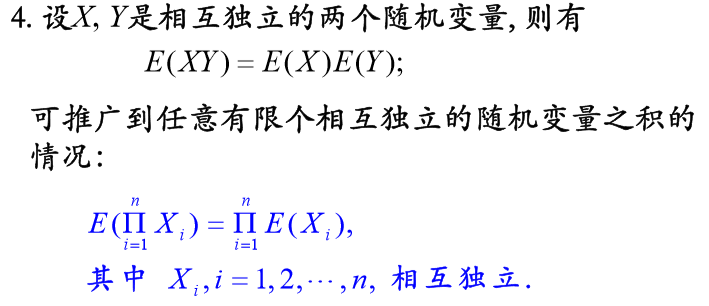 4. 设X, Y是相互独立的两个随机变量, 则有
E(XY) = E(X)E(Y);
可推广到任意有限个相互独立的随机变量之积的
情况：
E(∏_{i=1}^{n} X_i) = ∏_{i=1}^{n} E(X_i),
其中 X_i, i = 1,2,⋯,n, 相互独立.